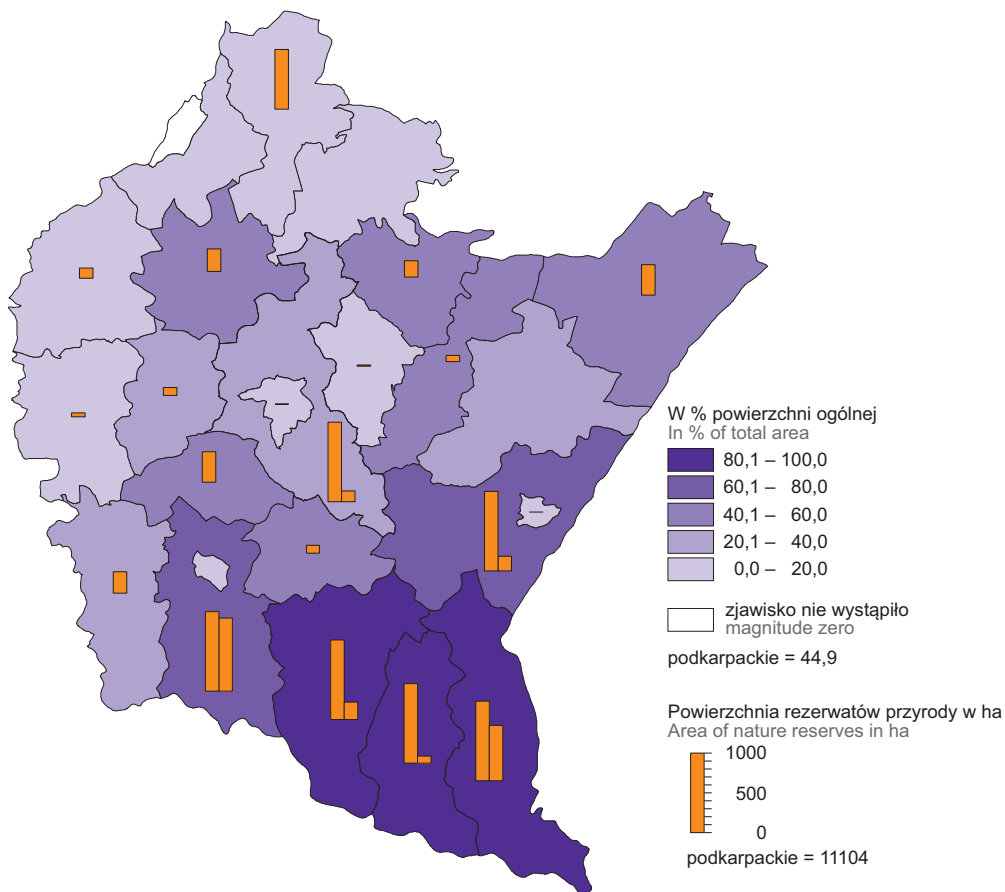 W % powierzchni ogólnej
In % of total area
80,1 – 100,0
60,1 – 80,0
40,1 – 60,0
20,1 – 40,0
0,0 – 20,0
zjawisko nie wystąpiło
magnitude zero
podkarpackie = 44,9
Powierzchnia rezerwatów przyrody w ha
Area of nature reserves in ha
1000
500
0
podkarpackie = 11104